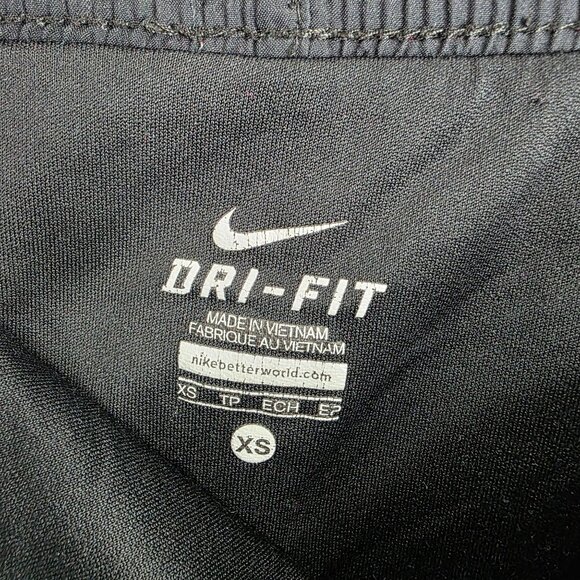 DRI-FIT
MADE IN VIETNAM
FABRIQUE AU VIETNAM
nikebetterworld.com
XS TP ECH EP
XS